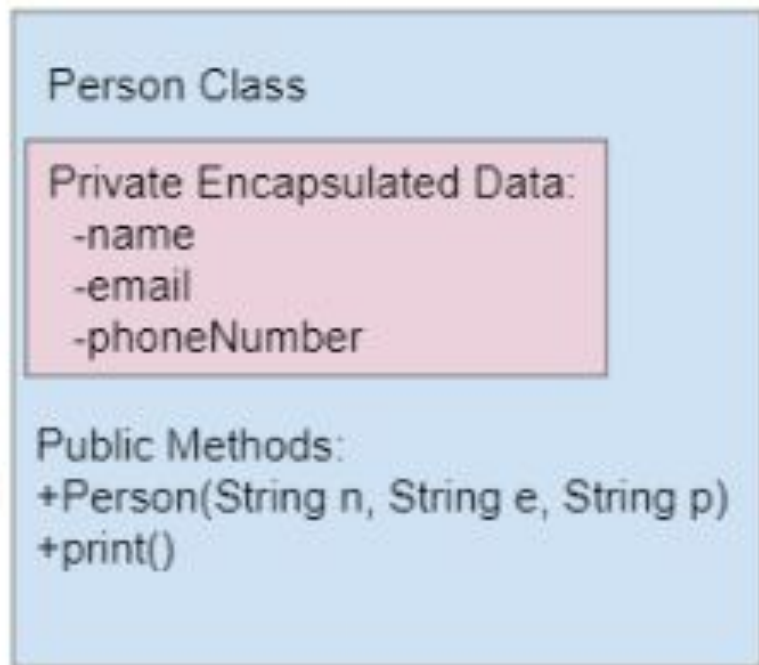 Person Class
Private Encapsulated Data:
-name
-email
-phoneNumber
Public Methods:
+Person(String n, String e, String p)
+print()